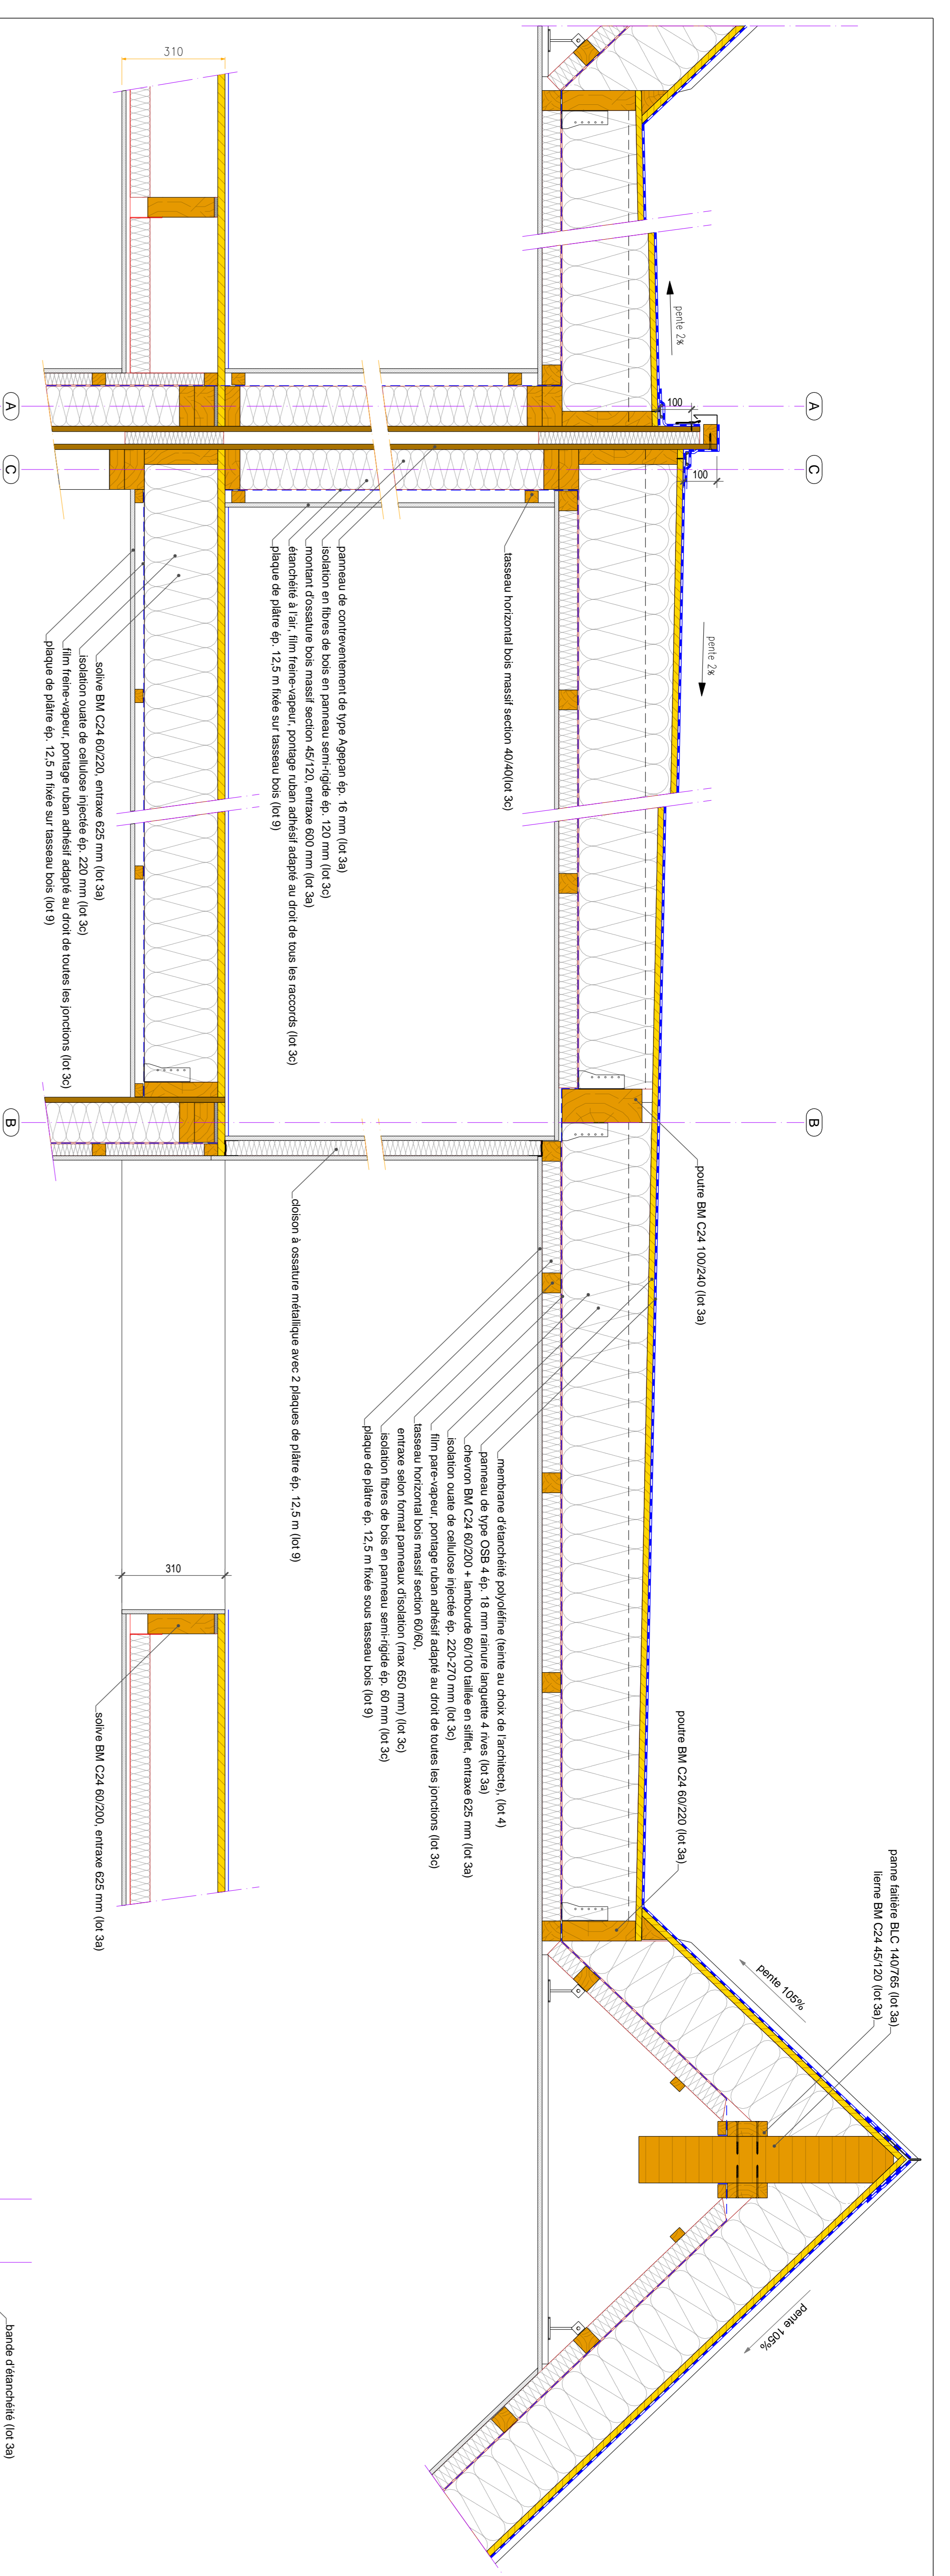 panne faitière BLC 140/765 (lot 3a)
lierne BM C24 45/120 (lot 3a)
pente 105%
pente 105%
A
C
B
100
100
pente 2%
pente 2%
poutre BM C24 100/240 (lot 3a)
poutre BM C24 60/220 (lot 3a)
membrane d'étanchéité polyoléfine (teinte au choix de l'architecte), (lot 4)
panneau de type OSB 4 ép. 18 mm rainure languette 4 rives (lot 3a)
chevron BM C24 60/200 + lambourde 60/100 taillée en sifflet, entraxe 625 mm (lot 3a)
isolation ouate de cellulose injectée ép. 220-270 mm (lot 3c)
film pare-vapeur, pontage ruban adhésif adapté au droit de toutes les jonctions (lot 3c)
tasseau horizontal bois massif section 60/60,
entraxe selon format panneaux d'isolation (max 650 mm) (lot 3c)
isolation fibres de bois en panneau semi-rigide ép. 60 mm (lot 3c)
plaque de plâtre ép. 12,5 m fixée sous tasseau bois (lot 9)
tasseau horizontal bois massif section 40/40(lot 3c)
panneau de contreventement de type Agepan ép. 16 mm (lot 3a)
isolation en fibres de bois en panneau semi-rigide ép. 120 mm (lot 3c)
montant d'ossature bois massif section 45/120, entraxe 600 mm (lot 3a)
étanchéité à l'air, film freine-vapeur, pontage ruban adhésif adapté au droit de tous les raccords (lot 3c)
plaque de plâtre ép. 12,5 m fixée sur tasseau bois (lot 9)
cloison à ossature métallique avec 2 plaques de plâtre ép. 12,5 m (lot 9)
310
310
solive BM C24 60/220, entraxe 625 mm (lot 3a)
isolation ouate de cellulose injectée ép. 220 mm (lot 3c)
film freine-vapeur, pontage ruban adhésif adapté au droit de toutes les jonctions (lot 3c)
plaque de plâtre ép. 12,5 m fixée sur tasseau bois (lot 9)
solive BM C24 60/200, entraxe 625 mm (lot 3a)
A
C
B
bande d'étanchéité (lot 3a)